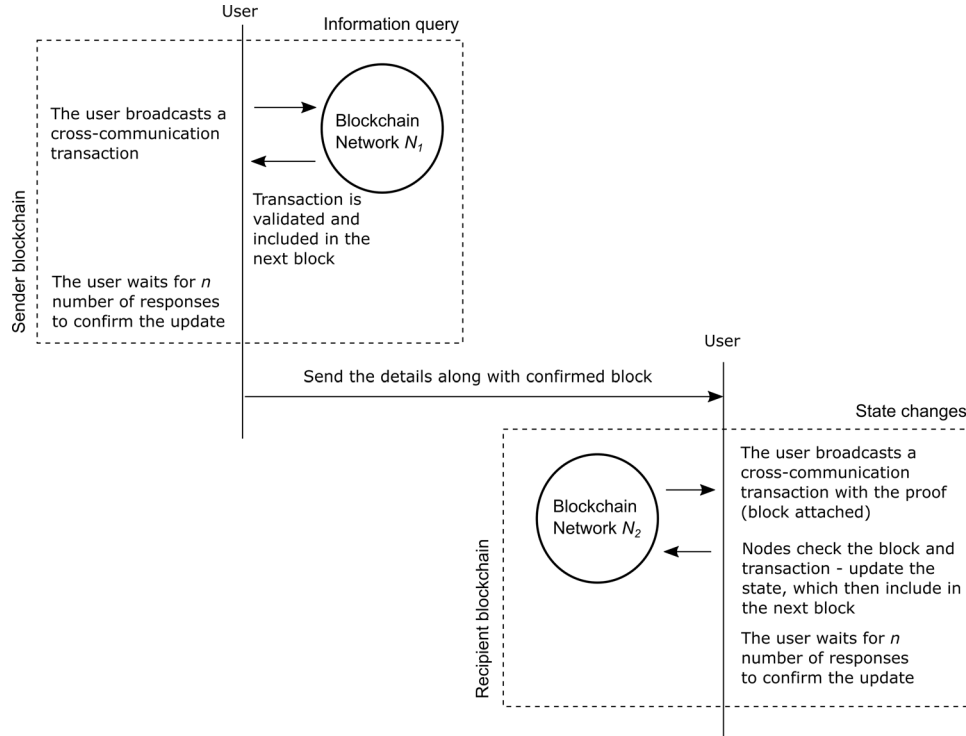 User
Information query
The user broadcasts a
cross-communication
transaction
Blockchain
Network N1
Transaction is
validated and
included in the
next block
The user waits for n
number of responses
to confirm the update
Sender blockchain
User
Send the details along with confirmed block
State changes
The user broadcasts a
cross-communication
transaction with the proof
(block attached)
Blockchain
Network N2
Nodes check the block and
transaction - update the
state, which then include in
the next block
The user waits for n
number of responses
to confirm the update
Recipient blockchain